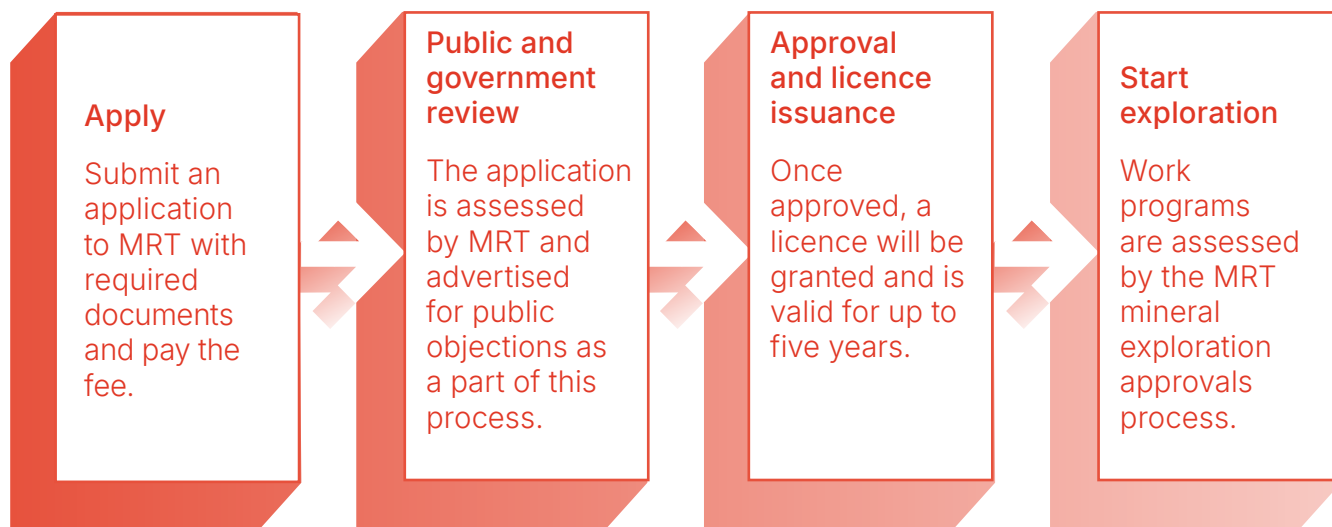 Apply
Submit an
application
to MRT with
required
documents
and pay the
fee.
Public and
government
review
The application
is assessed
by MRT and
advertised
for public
objections as
a part of this
process.
Approval
and licence
issuance
Once
approved, a
licence will be
granted and is
valid for up to
five years.
Start
exploration
Work
programs
are assessed
by the MRT
mineral
exploration
approvals
process.